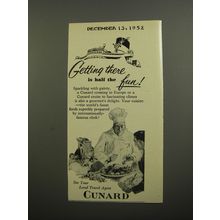 DECEMBER 13, 1952
Getting there
is half the
fun!
Sparkling with gaiety,
a Cunard crossing to Europe or a
Cunard cruise to fascinating climes
is also a gourmet's delight. Your cuisine
—the world's finest
foods expertly prepared
by internationally-
famous chefs!
See Your
Local Travel Agent
CUNARD